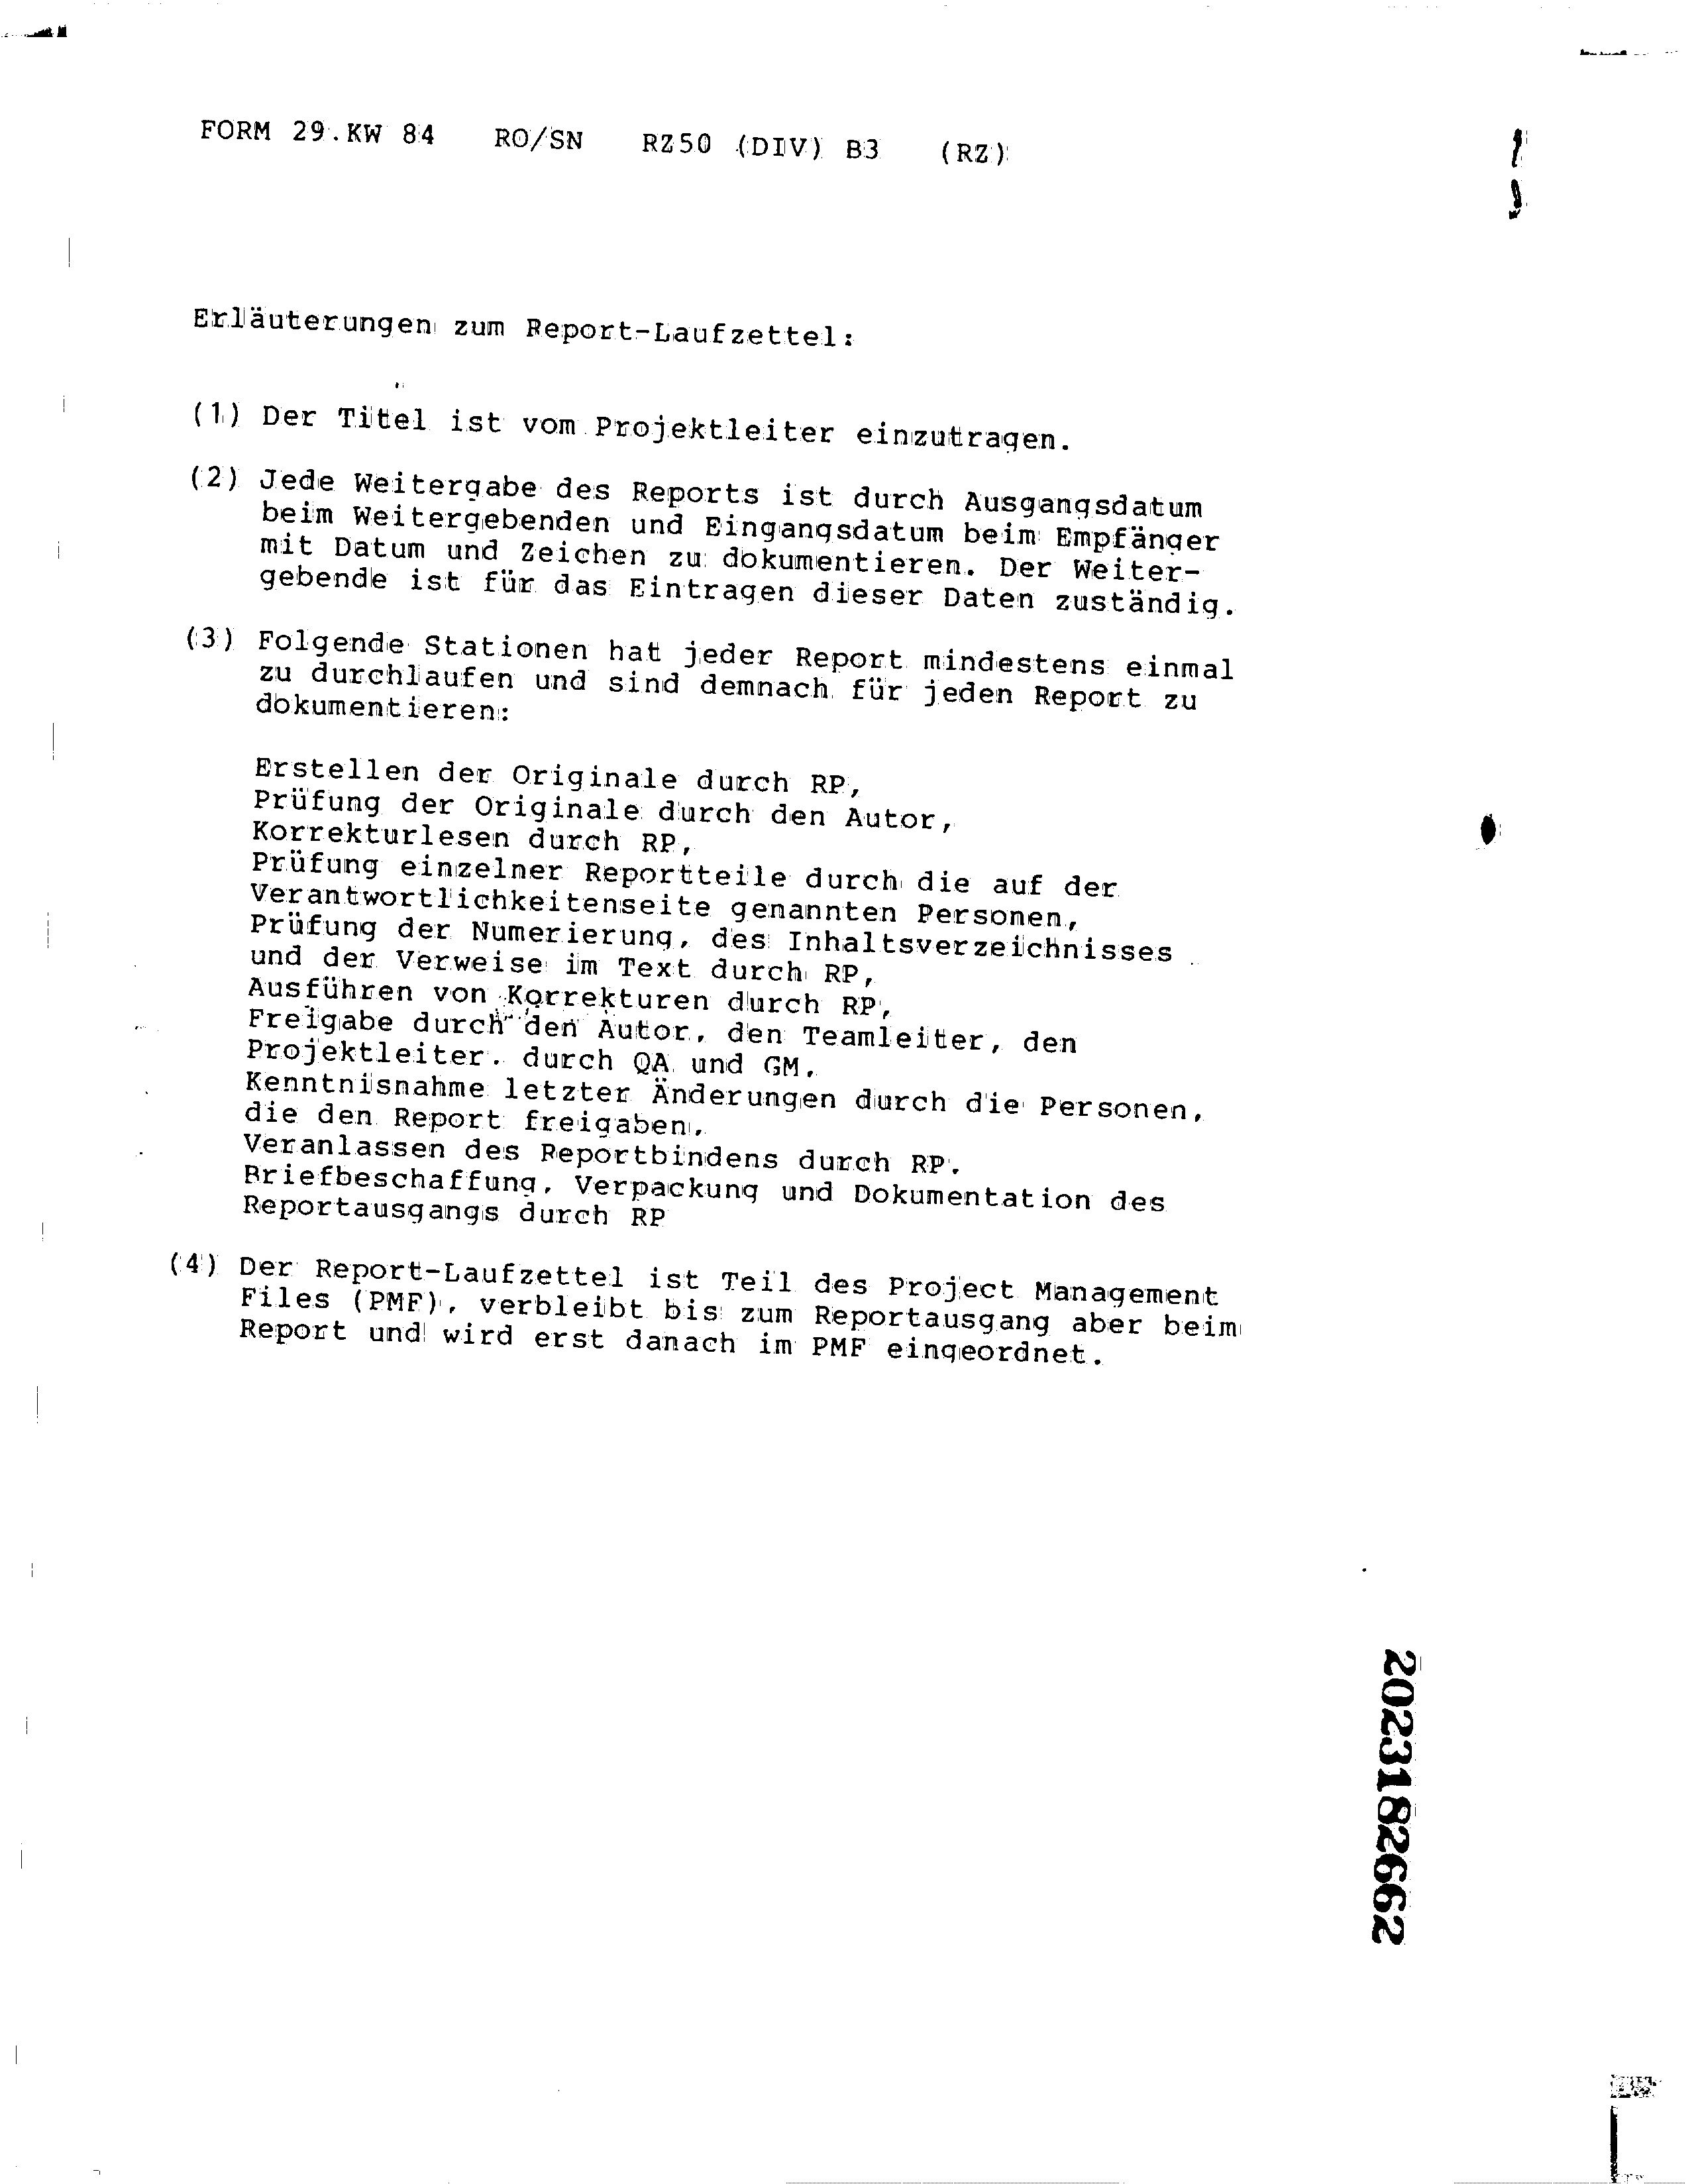 FORM 29.KW 84 RO/SN RZ50 (DIV) B3 (RZ)
Erläuterungen zum Report-Laufzettel:
(1) Der Titel ist vom Projektleiter einzutragen.
(2) Jede Weitergabe des Reports ist durch Ausgangsdatum
beim Weitergebenden und Eingangsdatum beim Empfänger
mit Datum und Zeichen zu dokumentieren. Der Weiter-
gebende ist für das Eintragen dieser Daten zuständig.
(3) Folgende Stationen hat jeder Report mindestens einmal
zu durchlaufen und sind demnach für jeden Report zu
dokumentieren:
Erstellen der Originale durch RP,
Prüfung der Originale durch den Autor,
Korrekturlesen durch RP,
Prüfung einzelner Reportteile durch die auf der
Verantwortlichkeitenseite genannten Personen,
Prüfung der Numerierung, des Inhaltsverzeichnisses
und der Verweise im Text durch RP,
Ausführen von Korrekturen durch RP,
Freigabe durch den Autor, den Teamleiter, den
Projektleiter, durch QA und GM,
Kenntnisnahme letzter Änderungen durch die Personen,
die den Report freigaben,
Veranlassen des Reportbindens durch RP,
Briefbeschaffung, Verpackung und Dokumentation des
Reportausgangs durch RP
(4) Der Report-Laufzettel ist Teil des Project Management
Files (PMF), verbleibt bis zum Reportausgang aber beim
Report und wird erst danach im PMF eingeordnet.
2023182662